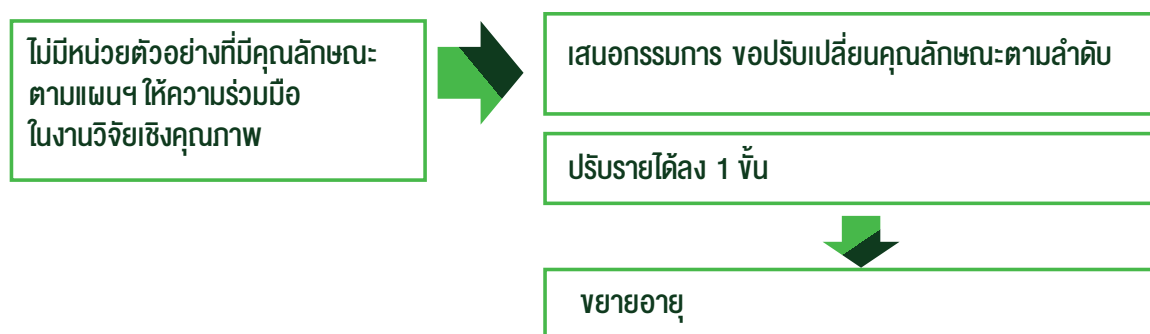 ไม่มีหน่วยตัวอย่างที่มีคุณลักษณะ
ตามแผนฯ ให้ความร่วมมือ
ในงานวิจัยเชิงคุณภาพ
เสนอกรรมการ ขอปรับเปลี่ยนคุณลักษณะตามลำดับ
ปรับรายได้ลง 1 ขั้น
ขยายอายุ